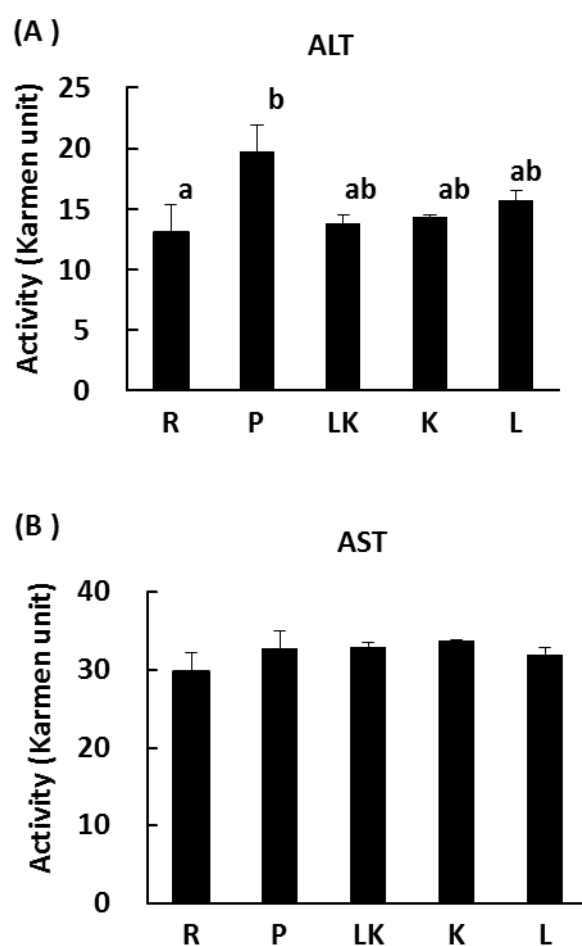 (A )
ALT
Activity (Karmen unit)
25
20
15
10
5
0
a
b
ab
ab
ab
R P LK K L
(B )
AST
Activity (Karmen unit)
40
30
20
10
0
R P LK K L